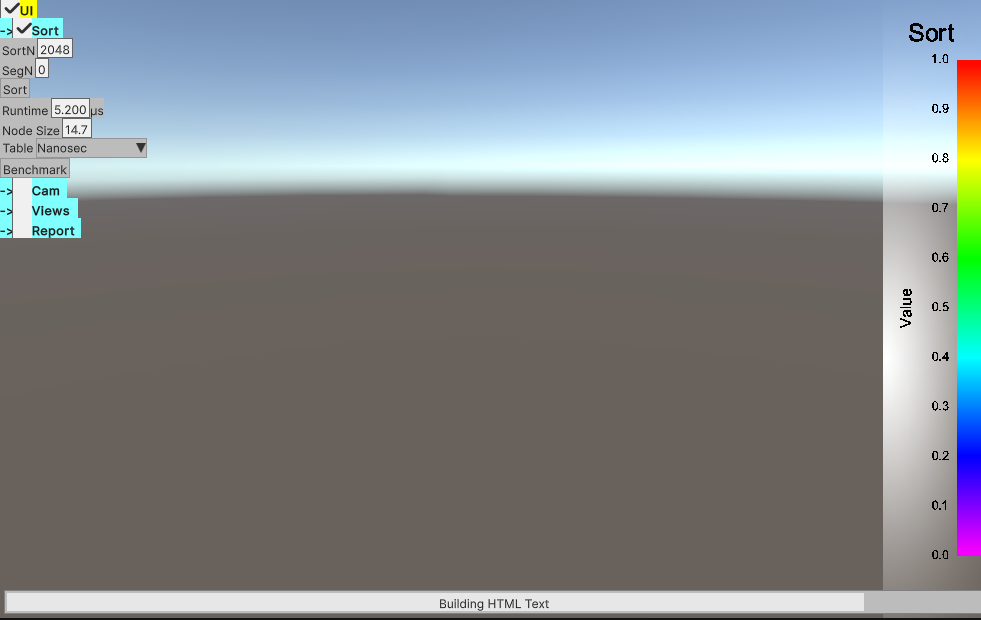 UI
-> Sort
SortN 2048
SegN 0
Sort
Runtime 5.200 µs
Node Size 14.7
Table Nanosec
Benchmark
-> Cam
-> Views
-> Report
Sort
1.0
0.9
0.8
0.7
0.6
0.5
0.4
0.3
0.2
0.1
0.0
Value
Building HTML Text